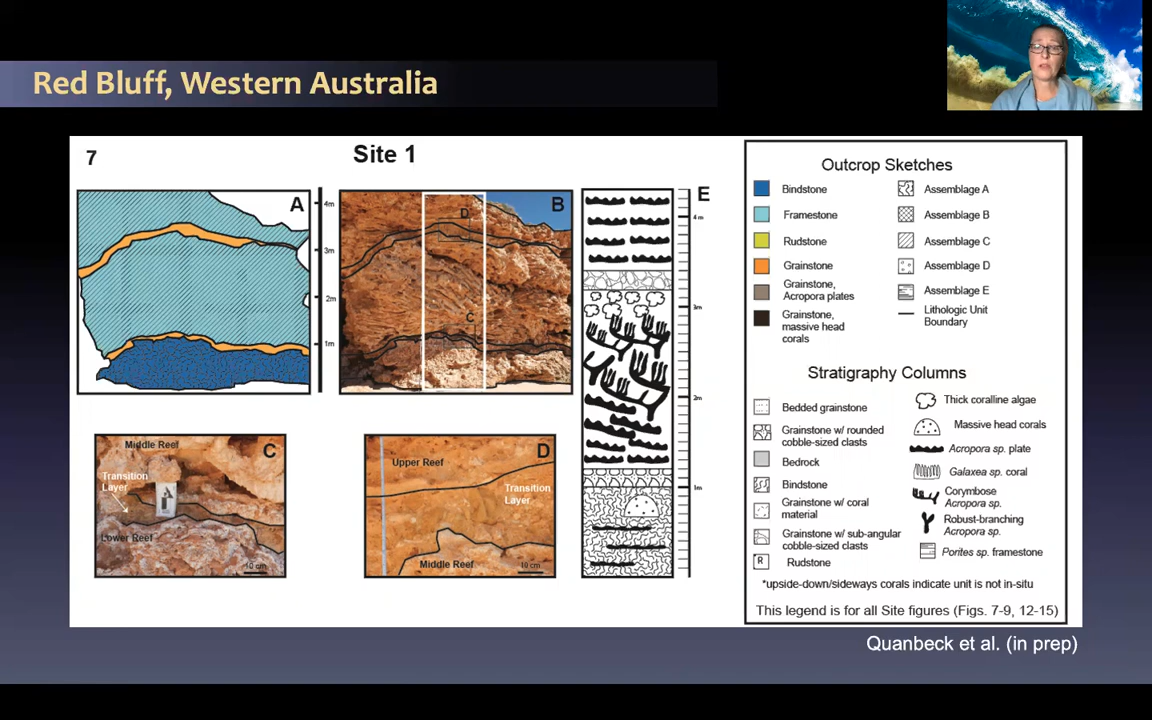 Red Bluff, Western Australia
7
Site 1
A
4m
3m
2m
1m
B
D
C
E
4 m
3m
2m
1m
C
Middle Reef
Transition
Layer
Lower Reef
10 cm
D
Upper Reef
Transition
Layer
Middle Reef
10 cm
Outcrop Sketches
Bindstone
Framestone
Rudstone
Grainstone
Grainstone,
Acropora plates
Grainstone,
massive head
corals
Assemblage A
Assemblage B
Assemblage C
Assemblage D
Assemblage E
Lithologic Unit
Boundary
Stratigraphy Columns
Bedded grainstone
Grainstone w/ rounded
cobble-sized clasts
Bedrock
Bindstone
Grainstone w/ coral
material
Grainstone w/ sub-angular
cobble-sized clasts
R
Rudstone
Thick coralline algae
Massive head corals
Acropora sp. plate
Galaxea sp. coral
Corymbose
Acropora sp.
Robust-branching
Acropora sp.
Porites sp. framestone
*upside-down/sideways corals indicate unit is not in-situ
This legend is for all Site figures (Figs. 7-9, 12-15)
Quanbeck et al. (in prep)